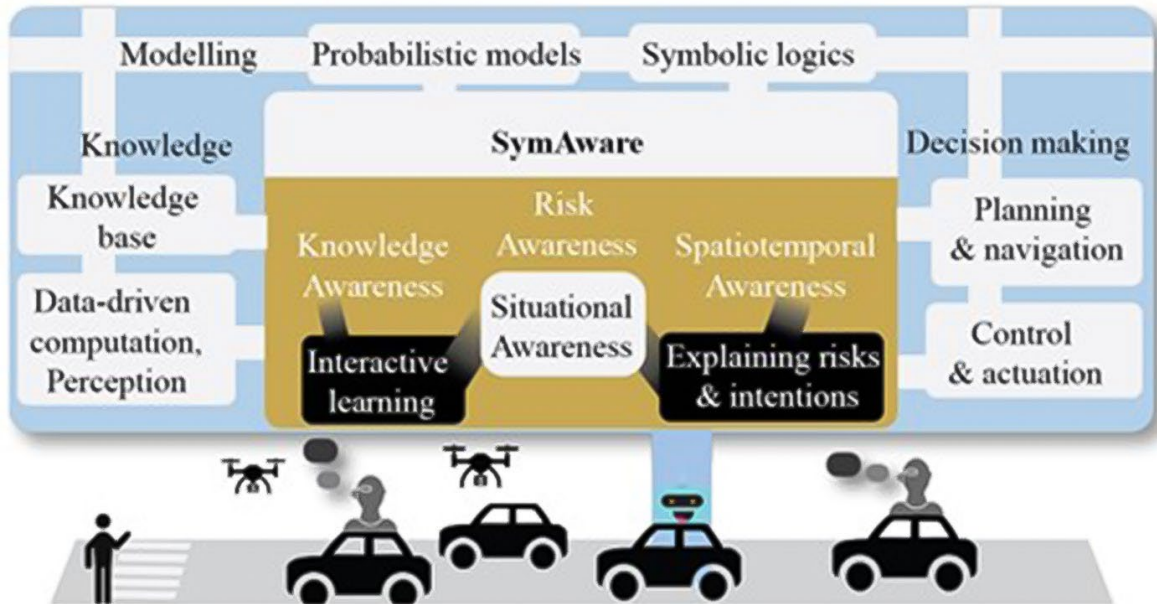 Modelling
Probabilistic models
Symbolic logics
SymAware
Knowledge
Knowledge
base
Data-driven
computation,
Perception
Risk
Awareness
Knowledge
Awareness
Spatiotemporal
Awareness
Situational
Awareness
Interactive
learning
Explaining risks
& intentions
Decision making
Planning
& navigation
Control
& actuation